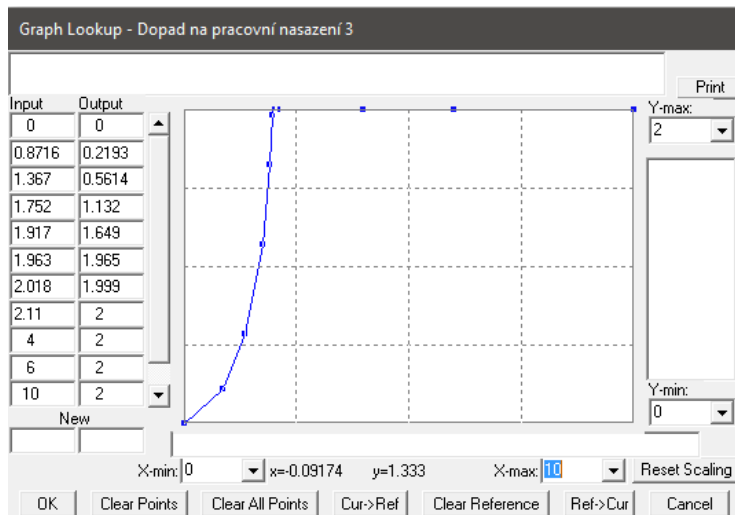 Graph Lookup - Dopad na pracovní nasazení 3
Print
Input Output Y-max:
0 0 2
0.8716 0.2193
1.367 0.5614
1.752 1.132
1.917 1.649
1.963 1.965
2.018 1.999
2.11 2
4 2
6 2
10 2
Y-min:
New 0
X-min: 0 x=-0.09174 y=1.333 X-max: 10 Reset Scaling
OK Clear Points Clear All Points Cur->Ref Clear Reference Ref->Cur Cancel